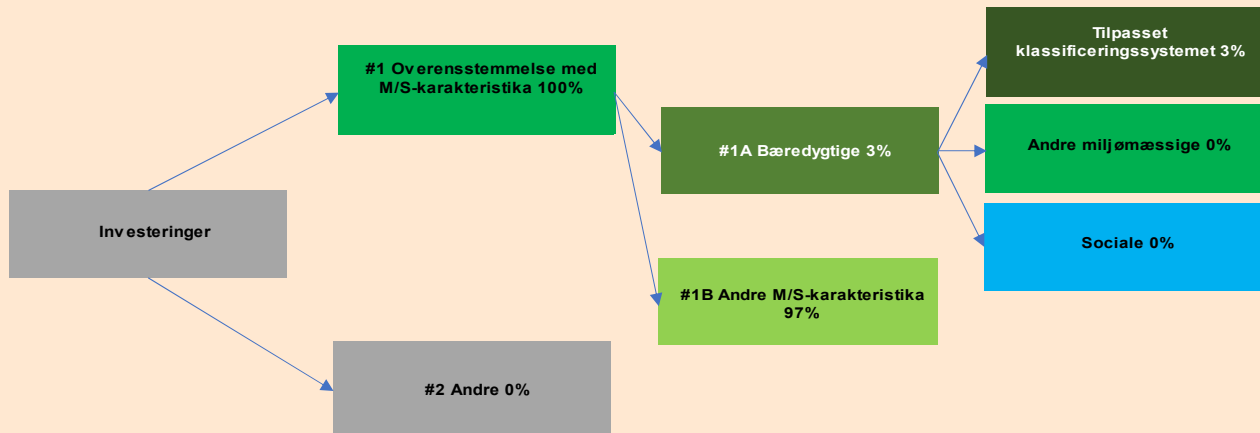 Investeringer
#1 Overensstemmelse med
M/S-karakteristika 100%
#2 Andre 0%
#1A Bæredygtige 3%
#1B Andre M/S-karakteristika
97%
Tilpasset
klassificeringssystemet 3%
Andre miljømæssige 0%
Sociale 0%